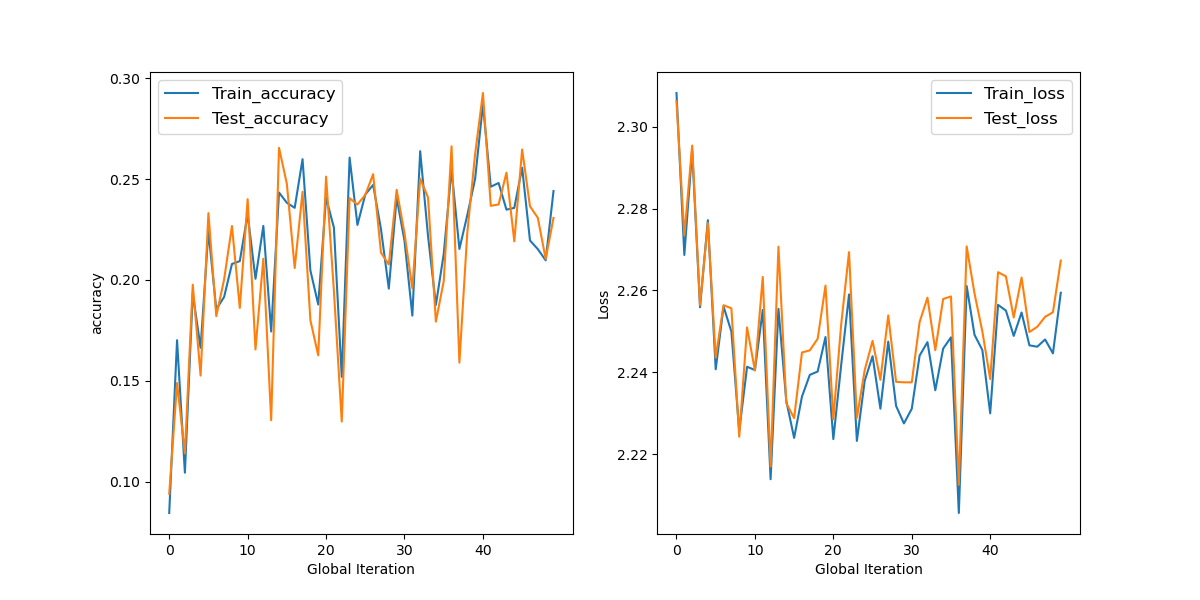 0.30
0.25
0.20
0.15
0.10
accuracy
Train_accuracy
Test_accuracy
0 10 20 30 40
Global Iteration
2.30
2.28
2.26
2.24
2.22
Loss
Train_loss
Test_loss
0 10 20 30 40
Global Iteration